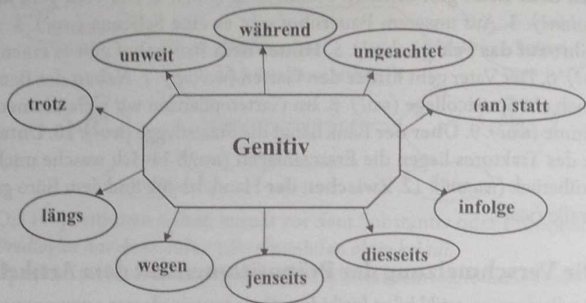 während
unweit
ungeachtet
trotz
(an) statt
Genitiv
längs
infolge
wegen
diesseits
jenseits